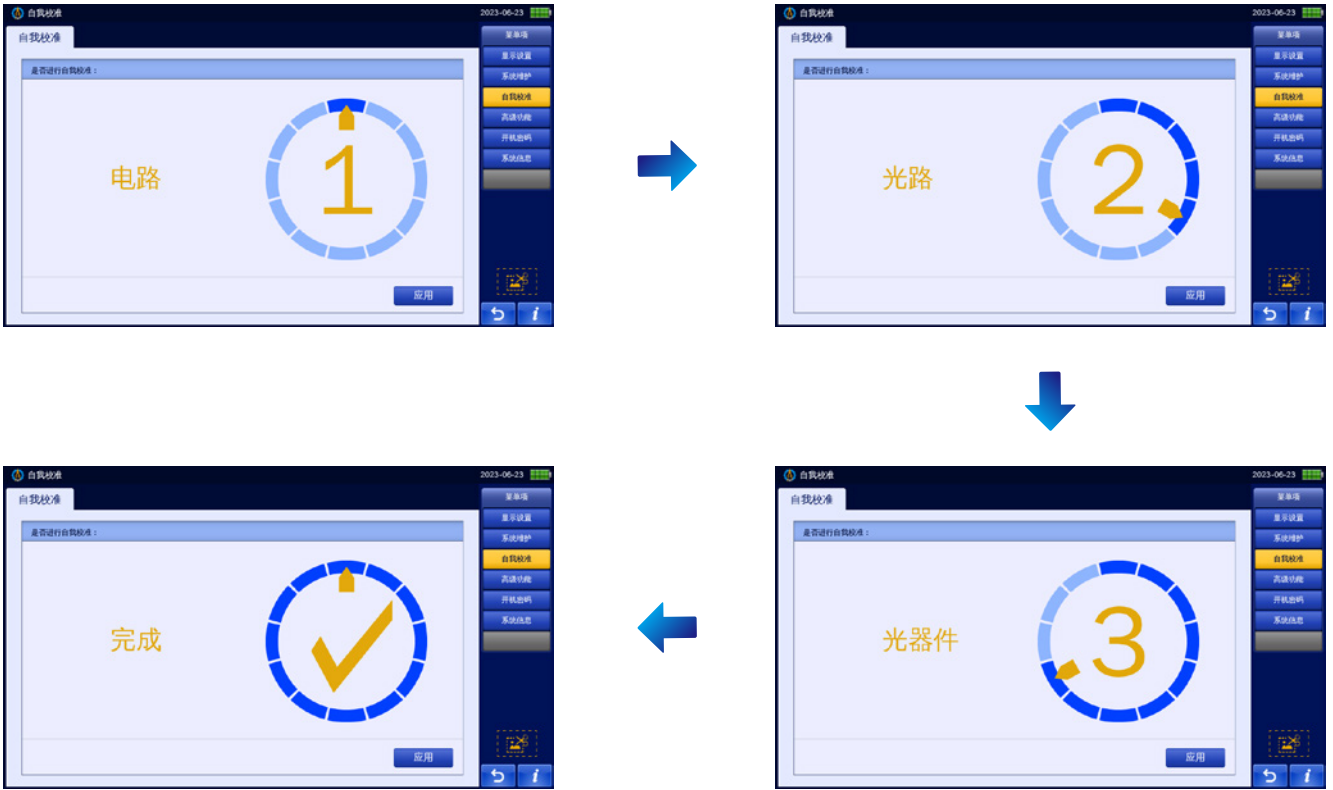 自我校准
2023-06-23
自我校准
是否进行自我校准：
电路
1
应用
菜单项
显示设置
系统维护
自我校准
高级功能
开机密码
系统信息
i
自我校准
2023-06-23
自我校准
是否进行自我校准：
光路
2
应用
菜单项
显示设置
系统维护
自我校准
高级功能
开机密码
系统信息
i
自我校准
2023-06-23
自我校准
是否进行自我校准：
完成
应用
菜单项
显示设置
系统维护
自我校准
高级功能
开机密码
系统信息
i
自我校准
2023-06-23
自我校准
是否进行自我校准：
光器件
3
应用
菜单项
显示设置
系统维护
自我校准
高级功能
开机密码
系统信息
i